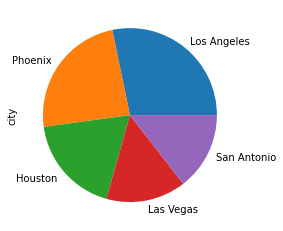 Los Angeles
Phoenix
city
Houston
San Antonio
Las Vegas